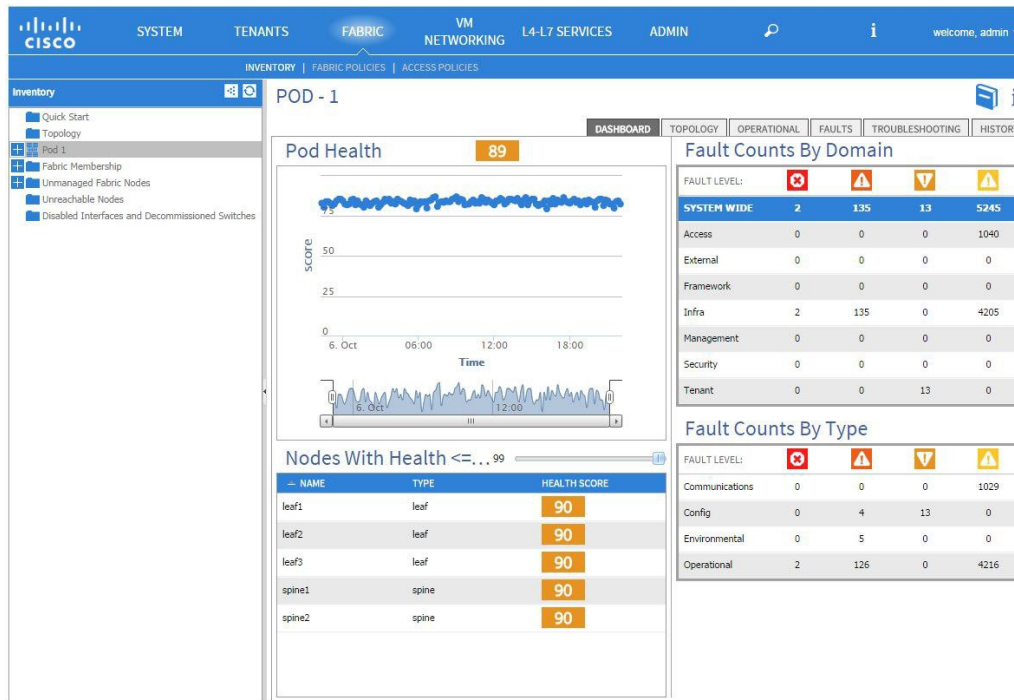 CISCO
SYSTEM TENANTS FABRIC VM NETWORKING L4-L7 SERVICES ADMIN i welcome, admin
INVENTORY | FABRIC POLICIES | ACCESS POLICIES
Inventory
Quick Start
Topology
Pod 1
Fabric Membership
Unmanaged Fabric Nodes
Unreachable Nodes
Disabled Interfaces and Decommissioned Switches
POD - 1
i
DASHBOARD TOPOLOGY OPERATIONAL FAULTS TROUBLESHOOTING HISTOR
Pod Health 89
75
50
25
0
score
6. Oct 06:00 12:00 18:00
Time
6. Oct 12:00
Nodes With Health <=... 99
NAME TYPE HEALTH SCORE
leaf1 leaf 90
leaf2 leaf 90
leaf3 leaf 90
spine1 spine 90
spine2 spine 90
Fault Counts By Domain
FAULT LEVEL:
SYSTEM WIDE 2 135 13 5245
Access 0 0 0 1040
External 0 0 0 0
Framework 0 0 0 0
Infra 2 135 0 4205
Management 0 0 0 0
Security 0 0 0 0
Tenant 0 0 13 0
Fault Counts By Type
FAULT LEVEL:
Communications 0 0 0 1029
Config 0 4 13 0
Environmental 0 5 0 0
Operational 2 126 0 4216